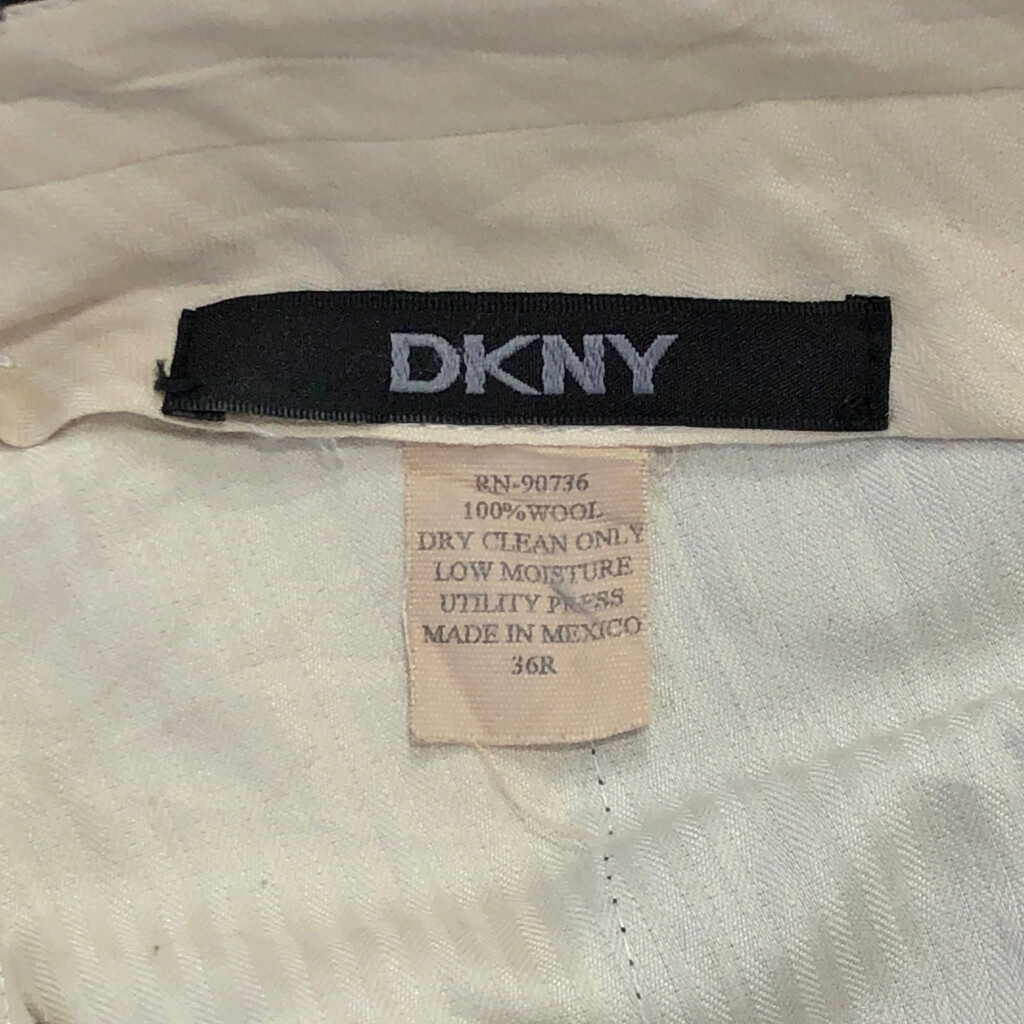 DKNY
RN-90736
100%WOOL
DRY CLEAN ONLY
LOW MOISTURE
UTILITY PRESS
MADE IN MEXICO
36R